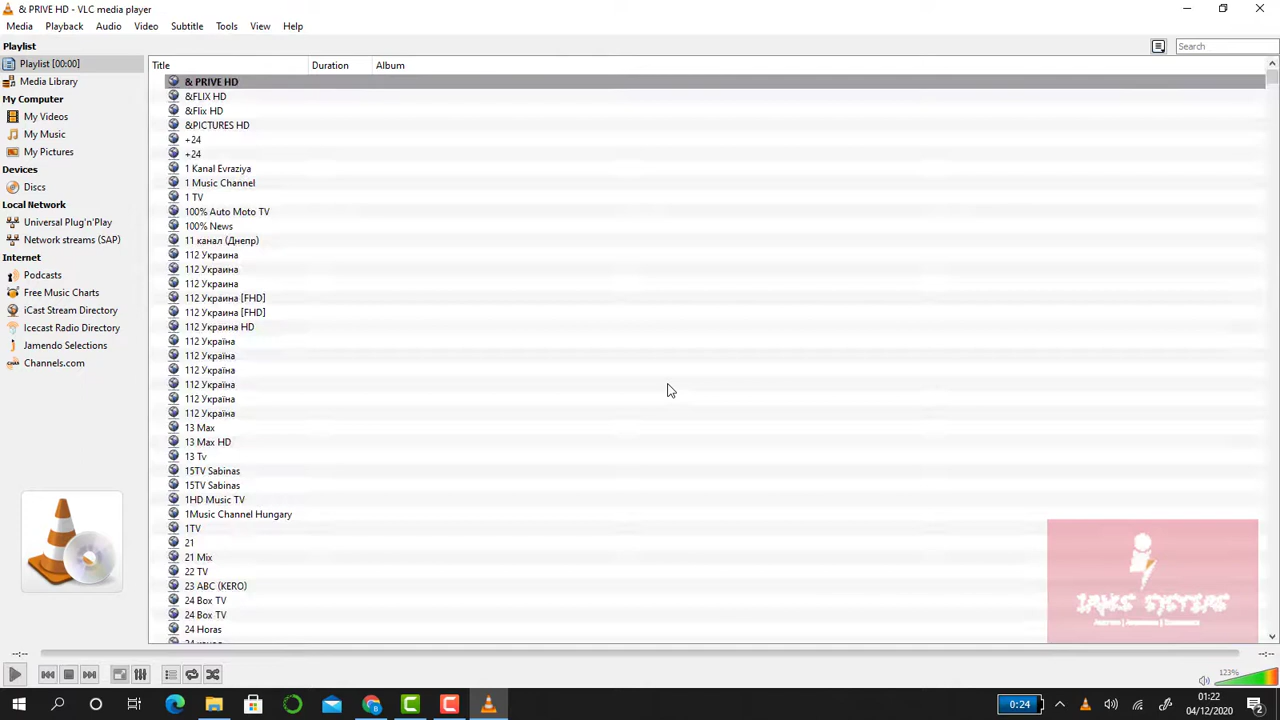 & PRIVE HD - VLC media player
Media Playback Audio Video Subtitle Tools View Help
Playlist
Search
Playlist [00:00]
Media Library
My Computer
My Videos
My Music
My Pictures
Devices
Discs
Local Network
Universal Plug'n'Play
Network streams (SAP)
Internet
Podcasts
Free Music Charts
iCast Stream Directory
Icecast Radio Directory
Jamendo Selections
Channels.com
Title Duration Album
& PRIVE HD
&FLIX HD
&Flix HD
&PICTURES HD
+24
+24
1 Kanal Evraziya
1 Music Channel
1 TV
100% Auto Moto TV
100% News
11 канал (Днепр)
112 Украина
112 Украина
112 Украина
112 Украина [FHD]
112 Украина [FHD]
112 Украина HD
112 Україна
112 Україна
112 Україна
112 Україна
112 Україна
112 Україна
13 Max
13 Max HD
13 Tv
15TV Sabinas
15TV Sabinas
1HD Music TV
1Music Channel Hungary
1TV
21
21 Mix
22 TV
23 ABC (KERO)
24 Box TV
24 Box TV
24 Horas
--:--
--:--
123%
0:24
01:22
04/12/2020
2